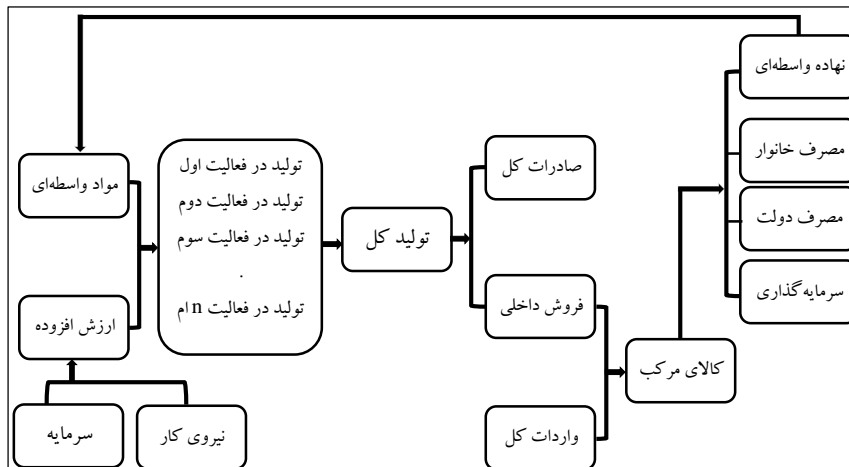 نهاده واسطه‌ای
مصرف خانوار
مصرف دولت
سرمایه‌گذاری
کالای مرکب
صادرات کل
فروش داخلی
واردات کل
تولید کل
تولید در فعالیت اول
تولید در فعالیت دوم
تولید در فعالیت سوم
.
تولید در فعالیت n ام
مواد واسطه‌ای
ارزش افزوده
نیروی کار
سرمایه